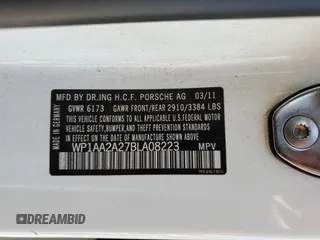 MFD BY DR.ING H.C.F. PORSCHE AG 03/11
GVWR 6173 GAWR FRONT/REAR 2910/3384 LBS
THIS VEHICLE CONFORMS TO ALL APPLICABLE
FEDERAL MOTOR VEHICLE SAFETY,
BUMPER, AND THEFT PREVENTION STANDARDS
IN EFFECT ON THE DATE OF MANUFACTURE
SHOWN ABOVE.
WP1AA2A27BLA08223 MPV
MADE IN GERMANY
DREAMBID